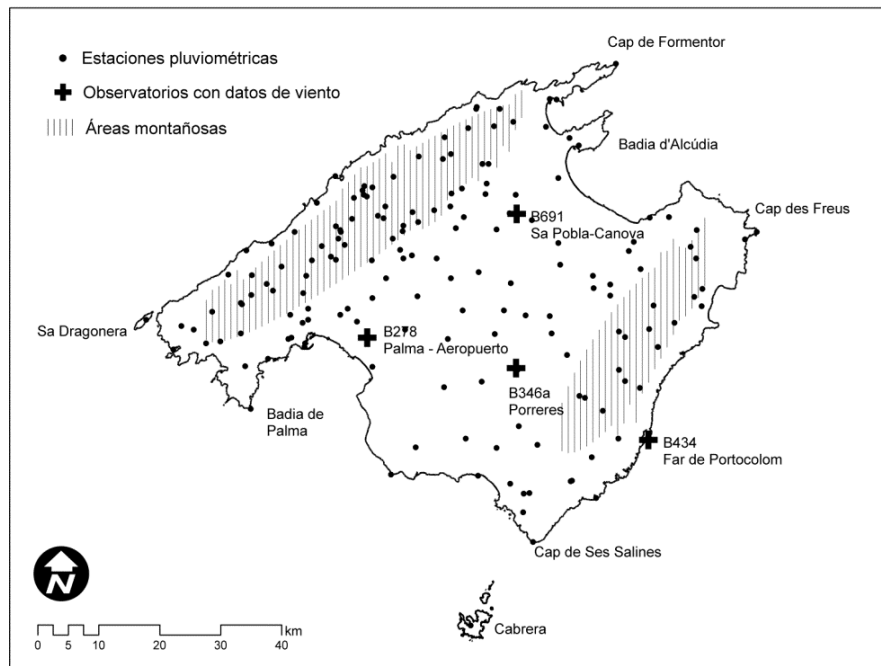 Estaciones pluviométricas
Observatorios con datos de viento
Áreas montañosas
Cap de Formentor
Badia d'Alcúdia
Cap des Freus
B691
Sa Pobla-Canova
Sa Dragonera
B278
Palma - Aeropuerto
B346a
Porreres
Badia de
Palma
B434
Far de Portocolom
Cap de Ses Salines
Cabrera
N
km
0 5 10 20 30 40